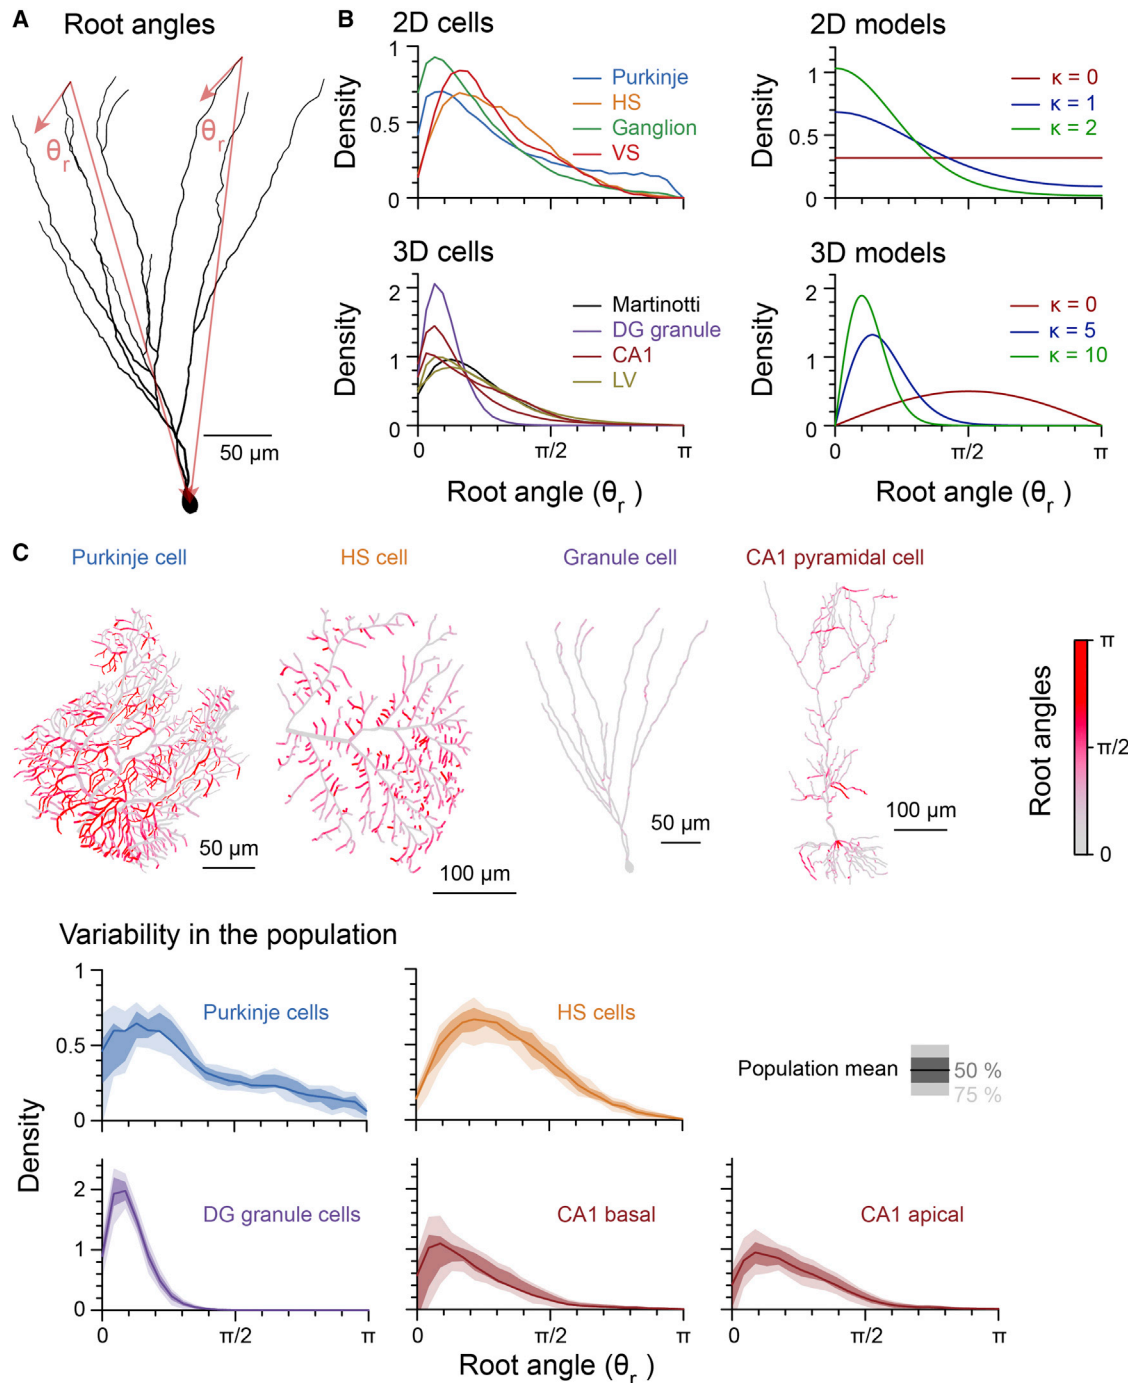 A
Root angles
θr
θr
50 µm
B
2D cells
Density
1
0.5
0
Purkinje
HS
Ganglion
VS
2D models
Density
1
0.5
0
κ = 0
κ = 1
κ = 2
3D cells
Density
2
1
0
0
π/2
π
Martinotti
DG granule
CA1
LV
Root angle (θr )
3D models
Density
2
1
0
0
π/2
π
κ = 0
κ = 5
κ = 10
Root angle (θr )
C
Purkinje cell
HS cell
Granule cell
CA1 pyramidal cell
50 µm
100 µm
50 µm
100 µm
Root angles
π
π/2
0
Variability in the population
Density
1
0.5
0
Purkinje cells
HS cells
Population mean
50 %
75 %
2
1
0
DG granule cells
CA1 basal
CA1 apical
0
π/2
π
0
π/2
π
0
π/2
π
Root angle (θr )